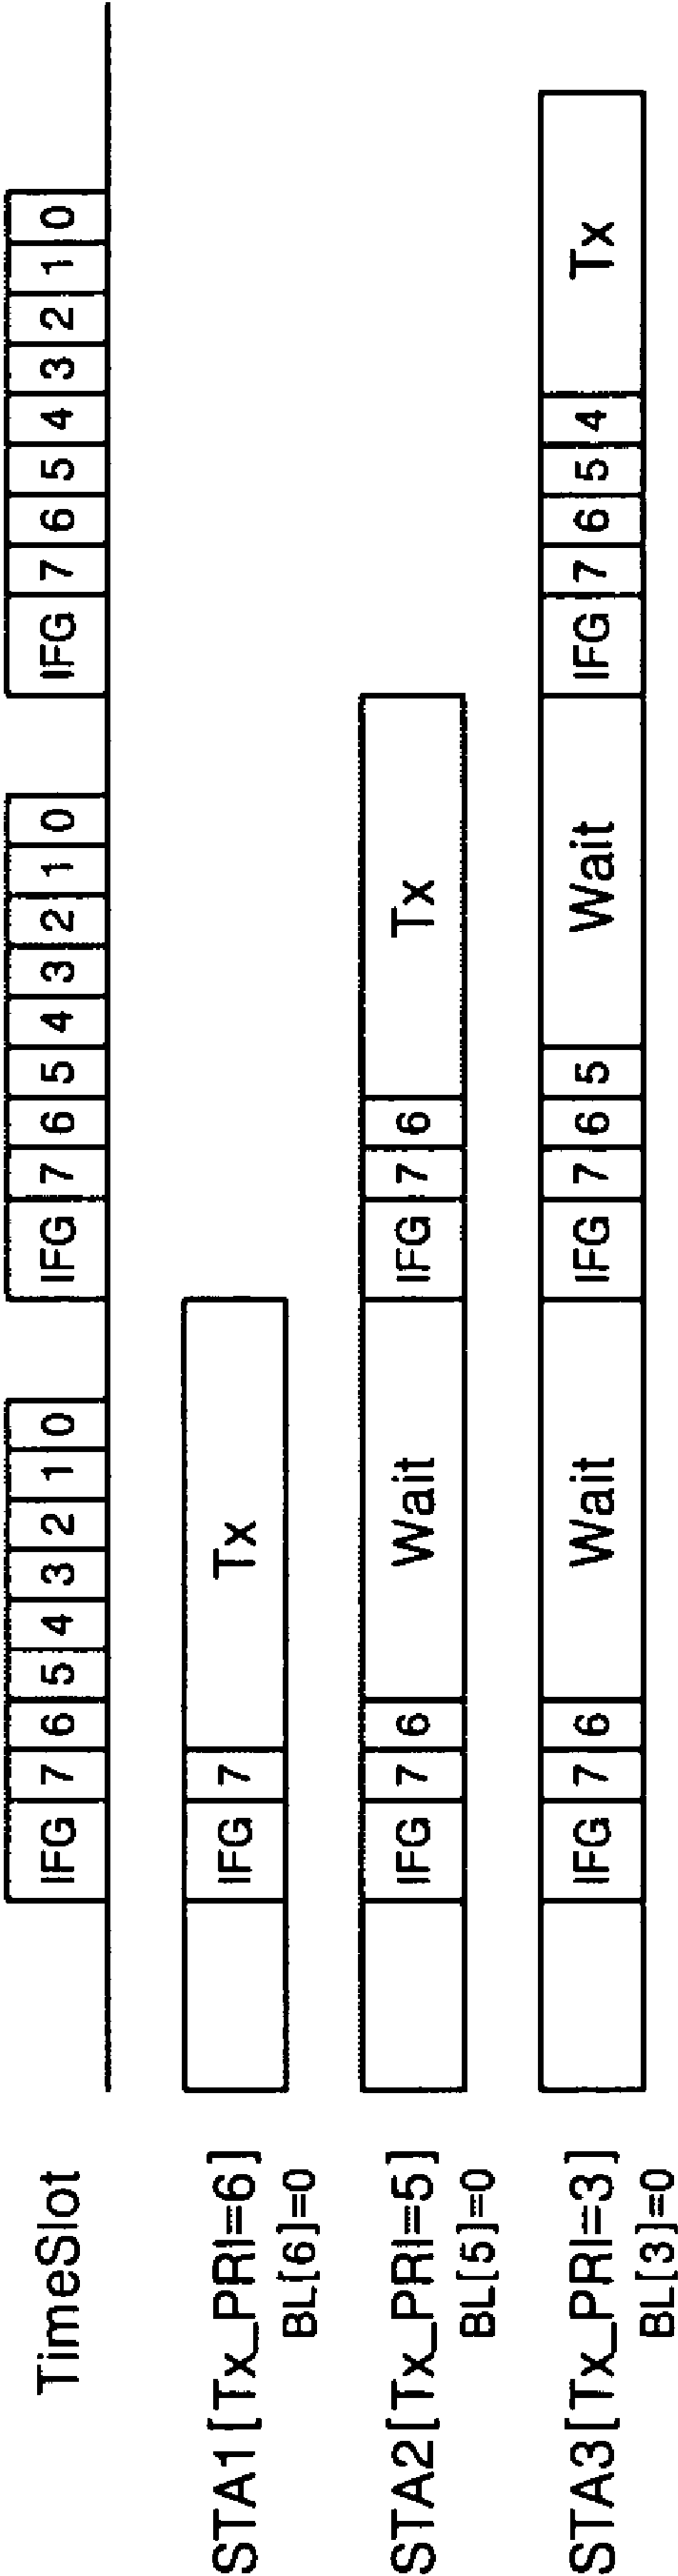 TimeSlot IFG 7 6 5 4 3 2 1 0 IFG 7 6 5 4 3 2 1 0 IFG 7 6 5 4 3 2 1 0
STA1 [Tx_PRI=6] IFG 7 Tx
BL[6]=0
STA2[Tx_PRI=5] IFG 7 6 Wait IFG 7 6 Tx
BL[5]=0
STA3[Tx_PRI=3] IFG 7 6 Wait IFG 7 6 5 Wait IFG 7 6 5 4 Tx
BL[3]=0